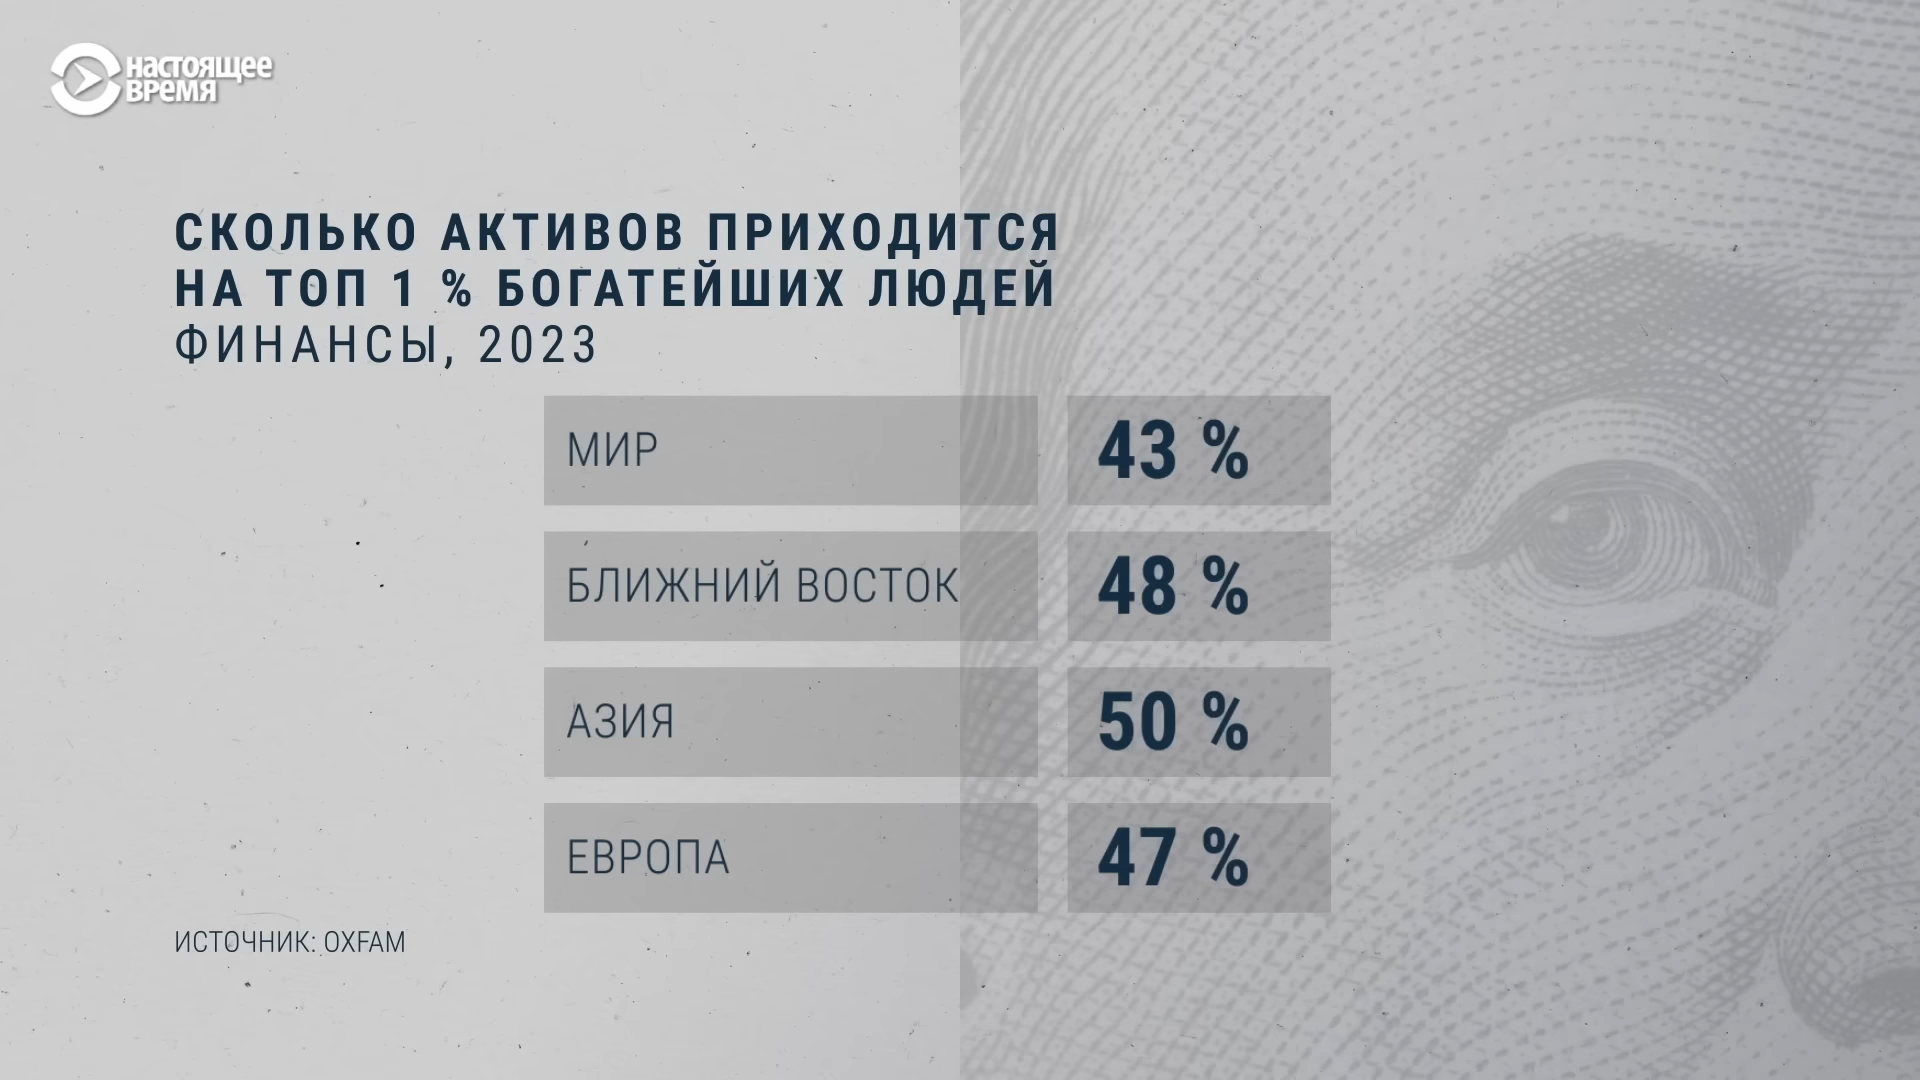 настоящее
время
СКОЛЬКО АКТИВОВ ПРИХОДИТСЯ
НА ТОП 1 % БОГАТЕЙШИХ ЛЮДЕЙ
ФИНАНСЫ, 2023
МИР 43 %
БЛИЖНИЙ ВОСТОК 48 %
АЗИЯ 50 %
ЕВРОПА 47 %
ИСТОЧНИК: OXFAM